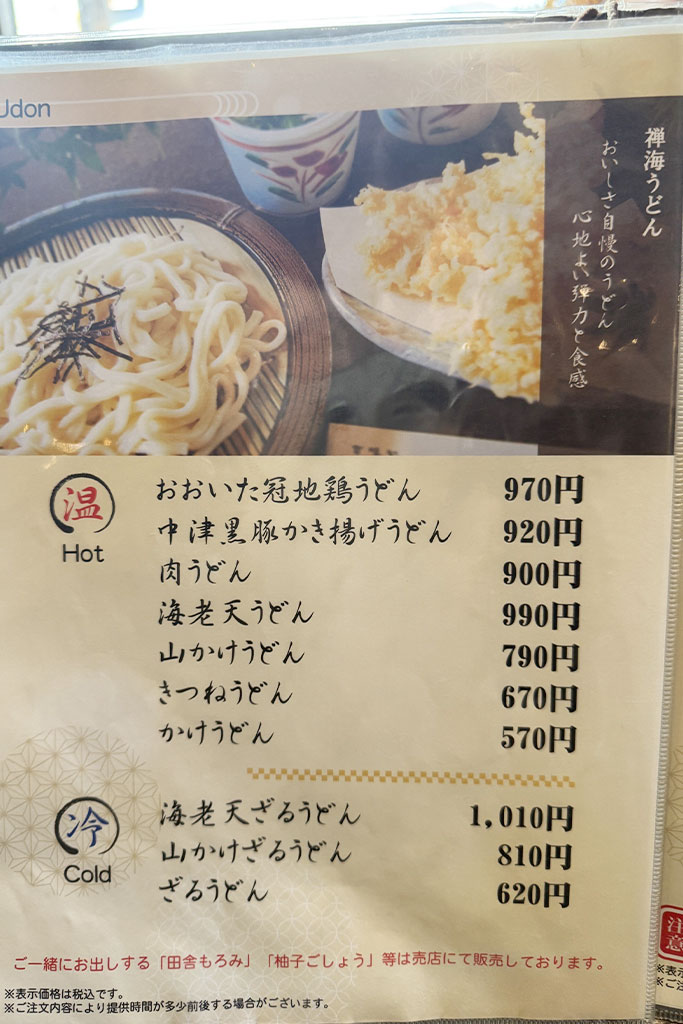 Udon
禅海うどん
おいしさ自慢のうどん
心地よい弾力と食感
温
Hot
おおいた冠地鶏うどん 970円
中津黒豚かき揚げうどん 920円
肉うどん 900円
海老天うどん 990円
山かけうどん 790円
きつねうどん 670円
かけうどん 570円
冷
Cold
海老天ざるうどん 1,010円
山かけざるうどん 810円
ざるうどん 620円
ご一緒にお出しする「田舎もろみ」「柚子ごしょう」等は売店にて販売しております。
※表示価格は税込です。
※ご注文内容により提供時間が多少前後する場合がございます。
注意
※表示
※ご注